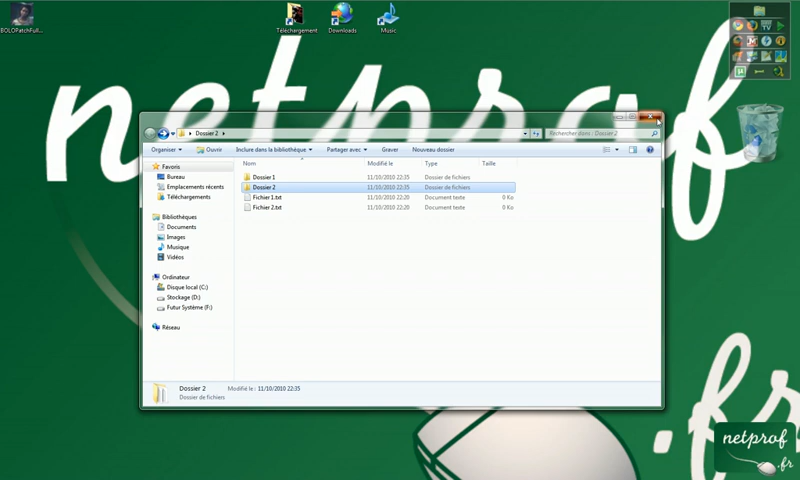 BOLOPatchFull...
Téléchargement
Downloads
Music
netprof
.fr
Dossier 2
Rechercher dans : Dossier 2
Organiser
Ouvrir
Inclure dans la bibliothèque
Partager avec
Graver
Nouveau dossier
Favoris
Bureau
Emplacements récents
Téléchargements
Bibliothèques
Documents
Images
Musique
Vidéos
Ordinateur
Disque local (C:)
Stockage (D:)
Futur Système (F:)
Réseau
Nom Modifié le Type Taille
Dossier 1 11/10/2010 22:35 Dossier de fichiers
Dossier 2 11/10/2010 22:35 Dossier de fichiers
Fichier 1.txt 11/10/2010 22:20 Document texte 0 Ko
Fichier 2.txt 11/10/2010 22:20 Document texte 0 Ko
Dossier 2 Modifié le : 11/10/2010 22:35
Dossier de fichiers
netprof
.fr